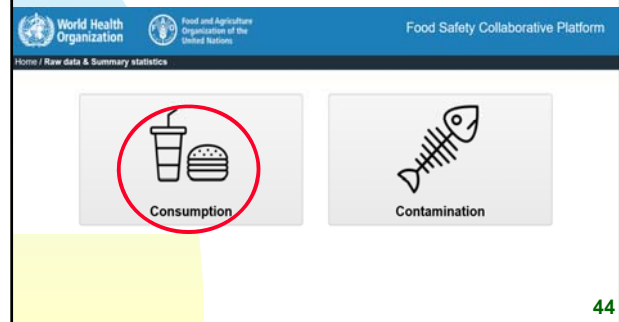 World Health
Organization
Food and Agriculture
Organization of the
United Nations
Food Safety Collaborative Platform
Home / Raw data & Summary statistics
Consumption
Contamination
44